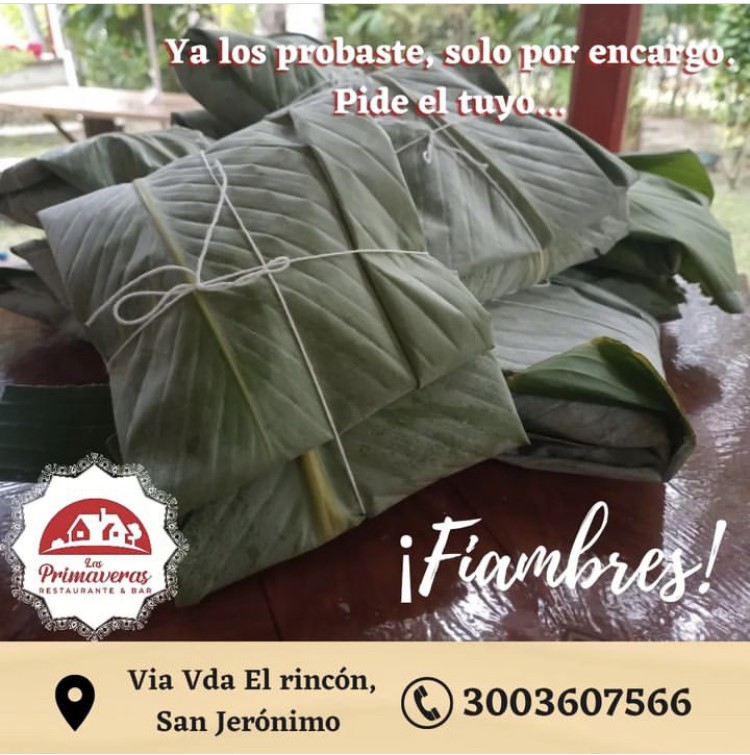 Ya los probaste, solo por encargo.
Pide el tuyo...
¡Fiambres!
Las
Primaveras
RESTAURANTE & BAR
Via Vda El rincón,
San Jerónimo
3003607566